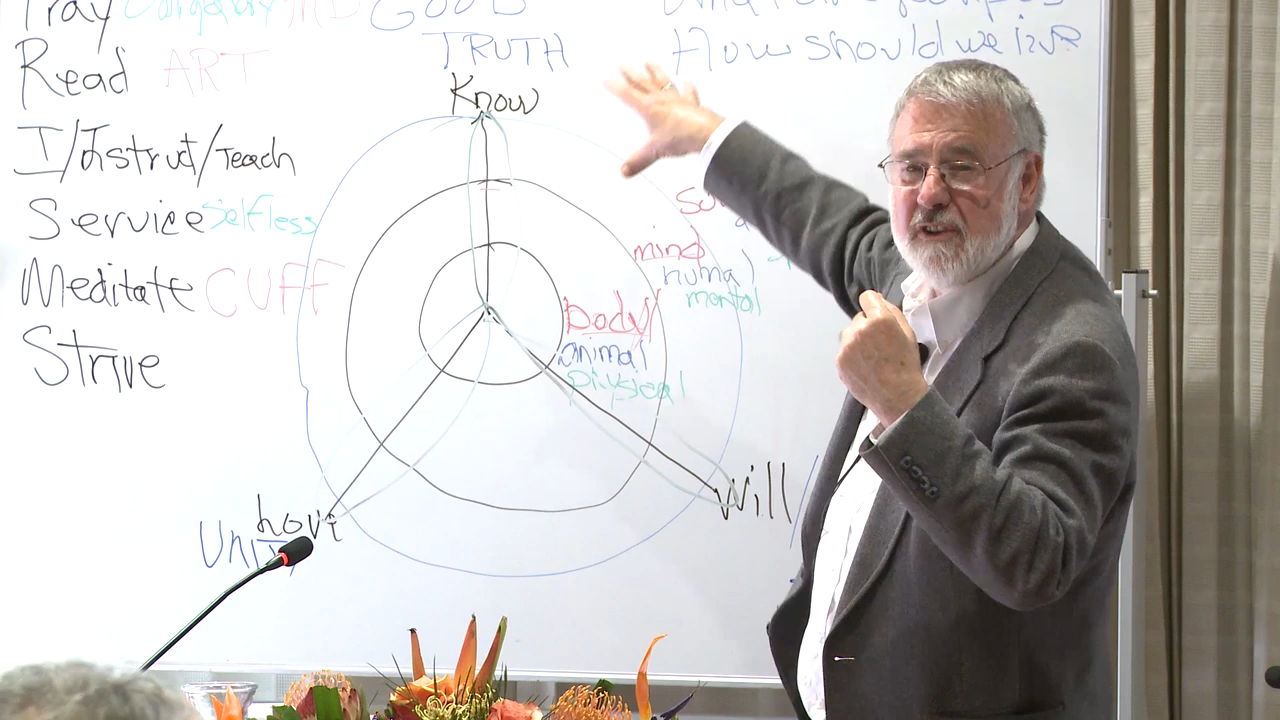 Pray
GOOD
TRUTH
How should we live?
Read ART
Know
I/Instruct/Teach
Service Selfless
mind
human
mental
Meditate CUFF
Body/
animal
physical
Strive
Will/
Love
Unity